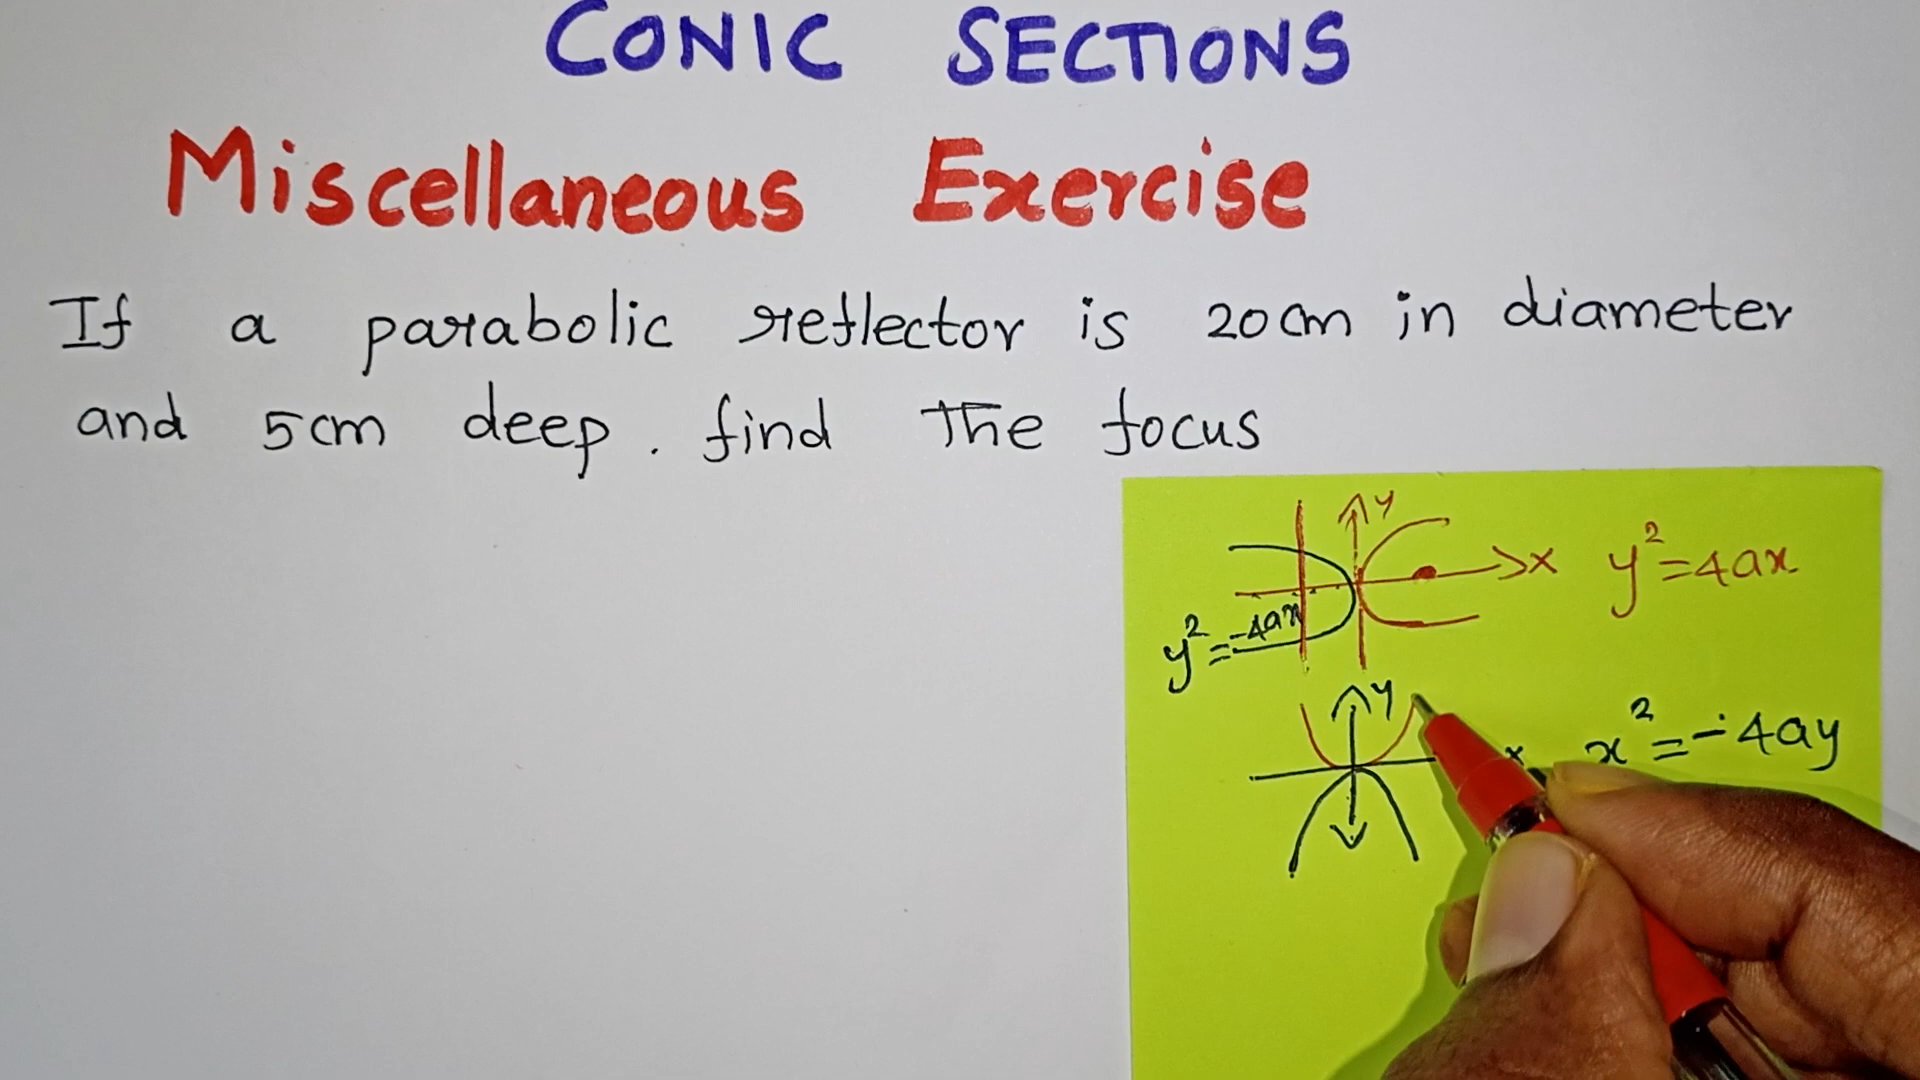 CONIC SECTIONS
Miscellaneous Exercise
If a parabolic reflector is 20cm in diameter
and 5cm deep. find The focus
y
x y²=4ax
y²=-4ax
y
x x²=-4ay